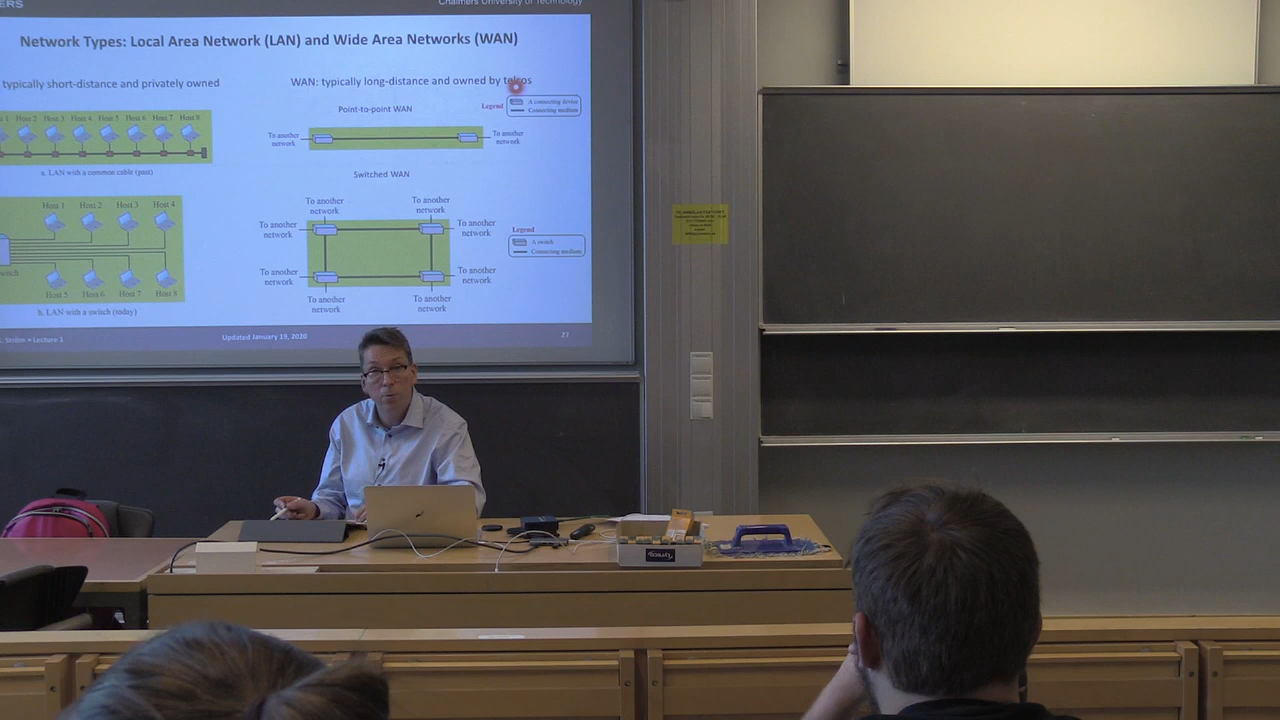 ERS
Chalmers University of Technology
Network Types: Local Area Network (LAN) and Wide Area Networks (WAN)
typically short-distance and privately owned
WAN: typically long-distance and owned by telcos
Point-to-point WAN
Legend
A connecting device
Connecting medium
1 Host 2 Host 3 Host 4 Host 5 Host 6 Host 7 Host 8
To another
network
To another
network
a. LAN with a common cable (past)
Switched WAN
Host 1 Host 2 Host 3 Host 4
To another
network
To another
network
To another
network
To another
network
Legend
A switch
Connecting medium
witch
To another
network
To another
network
Host 5 Host 6 Host 7 Host 8
To another
network
To another
network
b. LAN with a switch (today)
. Ström • Lecture 1
Updated January 19, 2020
27